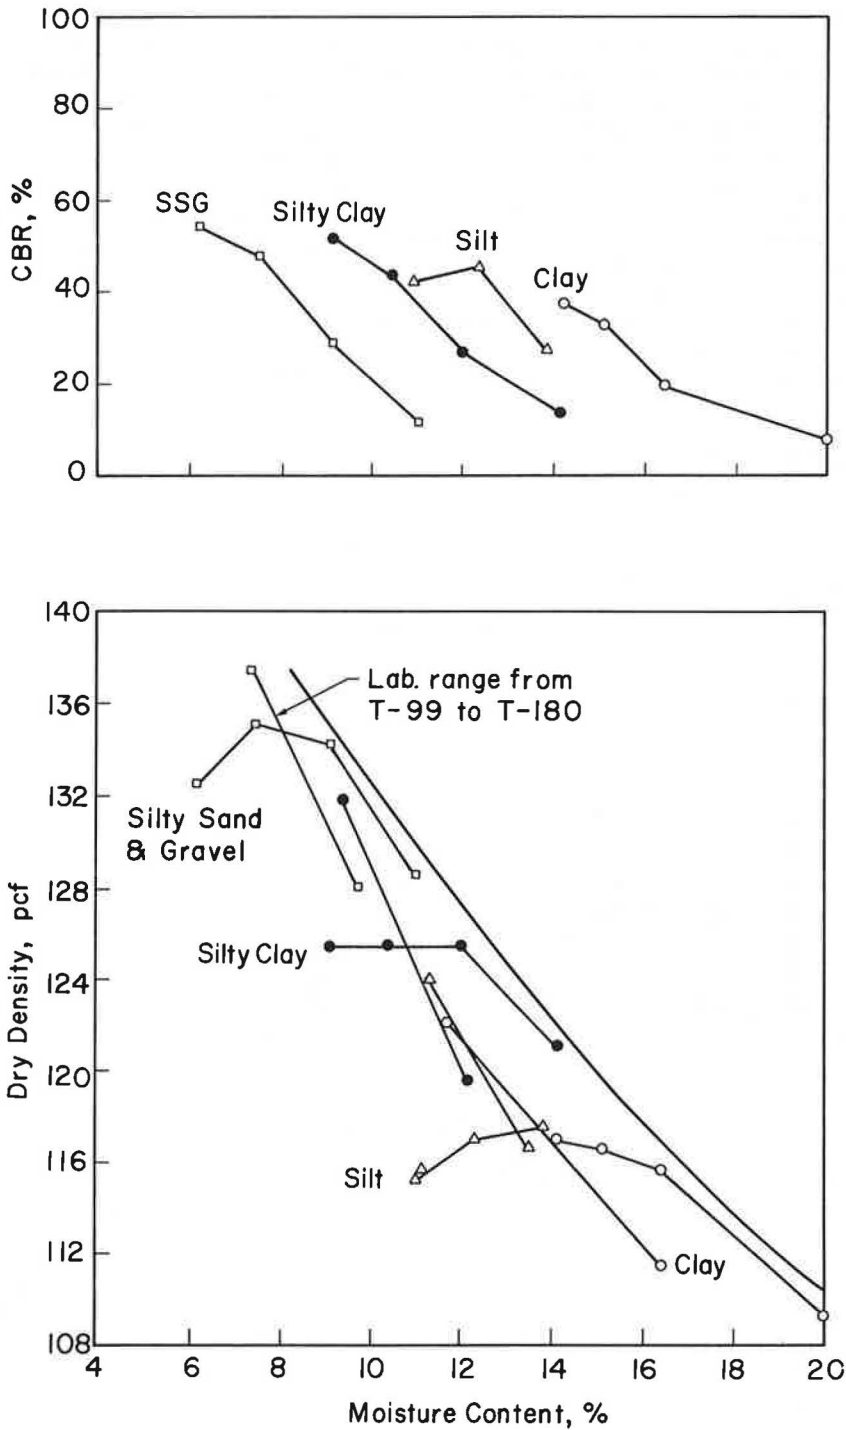 100
80
60
40
20
0
CBR, %
SSG
Silty Clay
Silt
Clay
140
136
132
128
124
120
116
112
108
Dry Density, pcf
Lab. range from
T-99 to T-180
Silty Sand
& Gravel
Silty Clay
Silt
Clay
4 6 8 10 12 14 16 18 20
Moisture Content, %